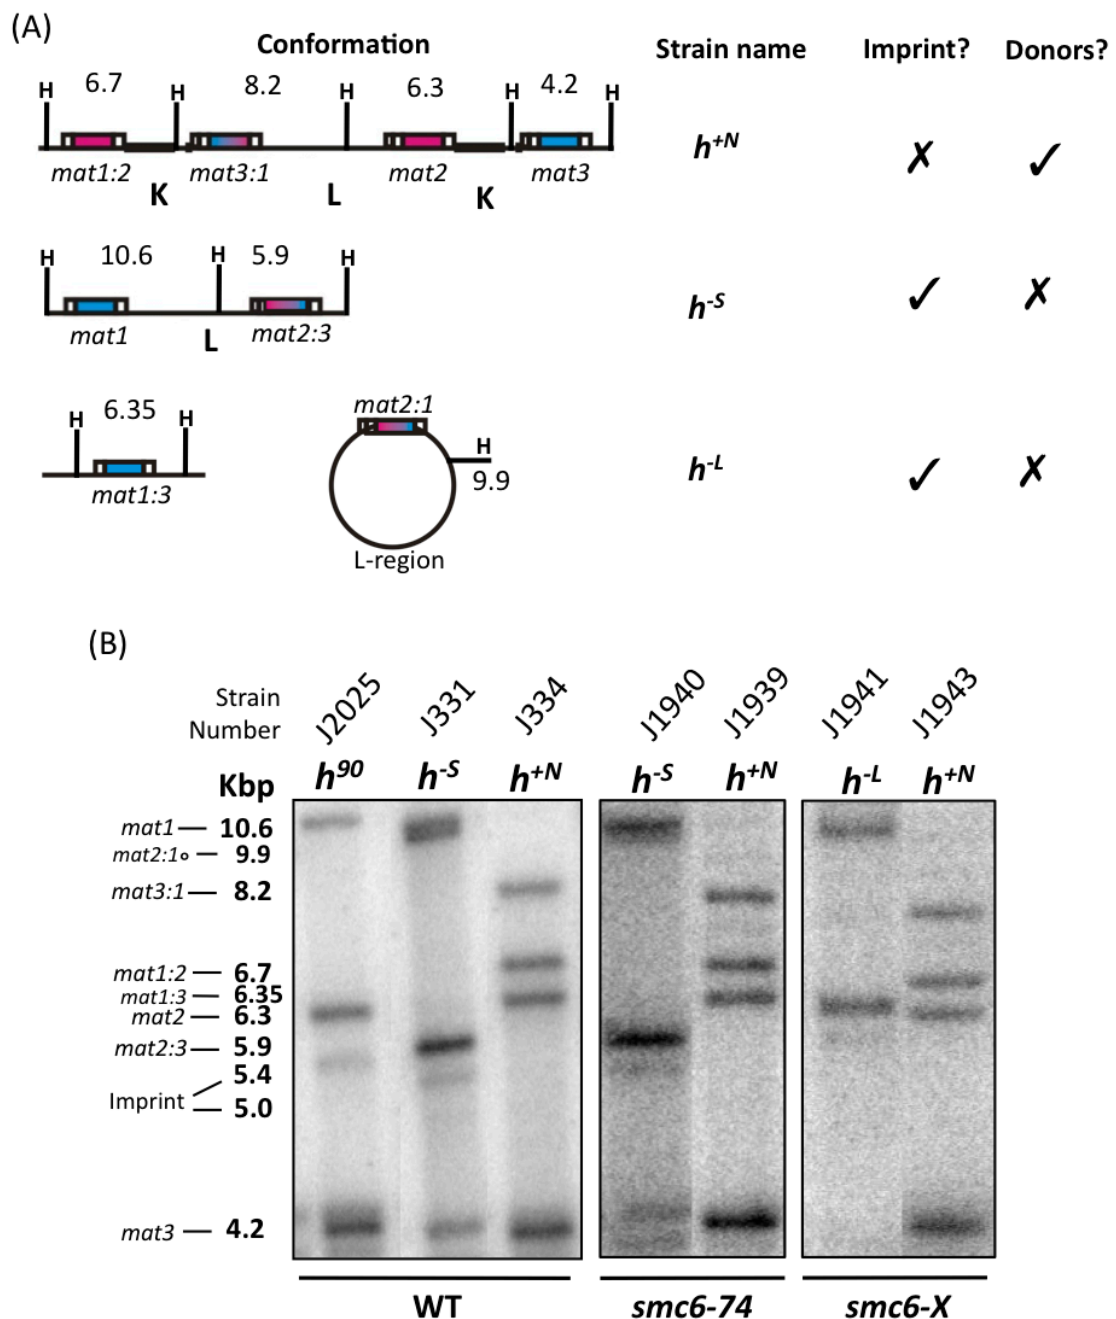 (A)
Conformation
Strain name
Imprint?
Donors?
H 6.7 H 8.2 H 6.3 H 4.2 H
mat1:2 mat3:1 mat2 mat3
K L K
h+N ✗ ✓
H 10.6 H 5.9 H
mat1 L mat2:3
h-S ✓ ✗
H 6.35 H
mat1:3
mat2:1
H
9.9
L-region
h-L ✓ ✗
(B)
Strain
Number
J2025 J331 J334 J1940 J1939 J1941 J1943
Kbp h90 h-S h+N h-S h+N h-L h+N
mat1 — 10.6
mat2:1o — 9.9
mat3:1 — 8.2
mat1:2 — 6.7
mat1:3 — 6.35
mat2 — 6.3
mat2:3 — 5.9
5.4
Imprint
5.0
mat3 — 4.2
WT smc6-74 smc6-X